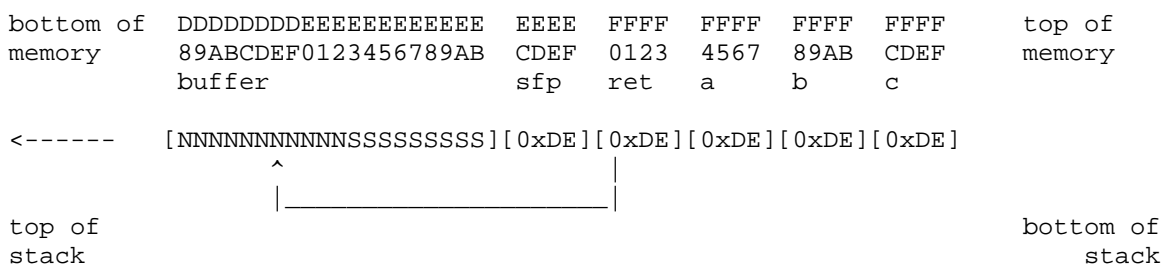 bottom of  DDDDDDDDEEEEEEEEEEEE  EEEE  FFFF  FFFF  FFFF  FFFF     top of
memory     89ABCDEF0123456789AB  CDEF  0123  4567  89AB  CDEF     memory
           buffer                sfp   ret   a     b     c
<------   [NNNNNNNNNNNSSSSSSSSS][0xDE][0xDE][0xDE][0xDE][0xDE]
^                     |
|_____________________|
top of                                                            bottom of
stack                                                                 stack